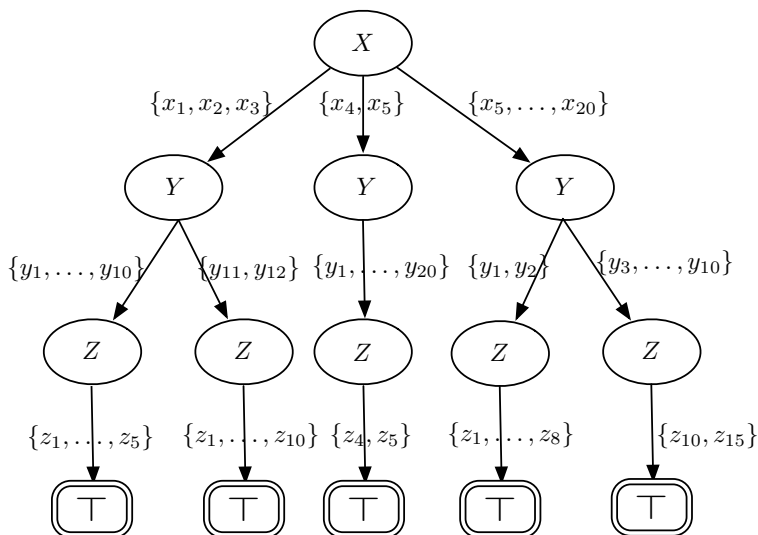 X
{x₁, x₂, x₃} {x₄, x₅} {x₅, . . . , x₂₀}
Y Y Y
{y₁, . . . , y₁₀} {y₁₁, y₁₂} {y₁, . . . , y₂₀} {y₁, y₂} {y₃, . . . , y₁₀}
Z Z Z Z Z
{z₁, . . . , z₅} {z₁, . . . , z₁₀} {z₄, z₅} {z₁, . . . , z₈} {z₁₀, z₁₅}
⊤ ⊤ ⊤ ⊤ ⊤